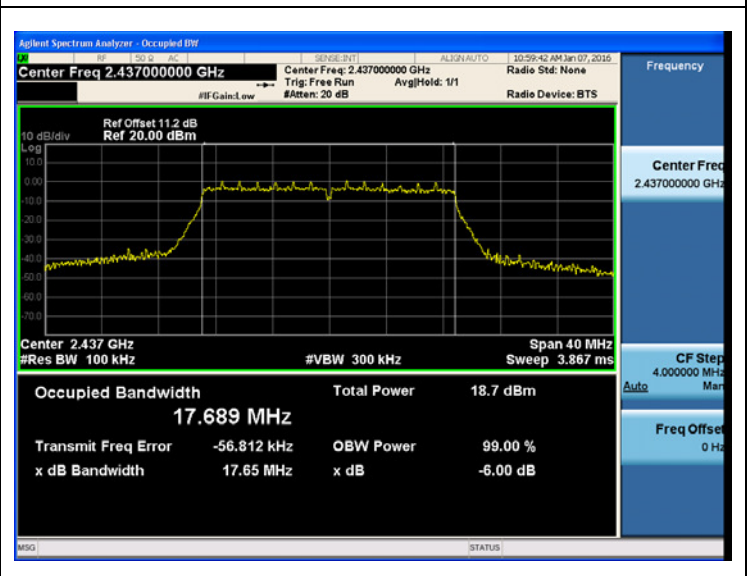 Agilent Spectrum Analyzer - Occupied BW
RF 50 Ω AC SENSE:INT ALIGNAUTO 10:59:42 AM Jan 07, 2016
Center Freq 2.437000000 GHz Center Freq: 2.437000000 GHz Radio Std: None
Trig: Free Run Avg|Hold: 1/1
#IFGain:Low #Atten: 20 dB Radio Device: BTS
Frequency
Ref Offset 11.2 dB
10 dB/div Ref 20.00 dBm
Log
10.0
0.00
-10.0
-20.0
-30.0
-40.0
-50.0
-60.0
-70.0
Center Freq
2.437000000 GHz
Center 2.437 GHz Span 40 MHz
#Res BW 100 kHz #VBW 300 kHz Sweep 3.867 ms
CF Step
4.000000 MHz
Auto Man
Occupied Bandwidth Total Power 18.7 dBm
17.689 MHz
Transmit Freq Error -56.812 kHz OBW Power 99.00 %
x dB Bandwidth 17.65 MHz x dB -6.00 dB
Freq Offset
0 Hz
MSG STATUS